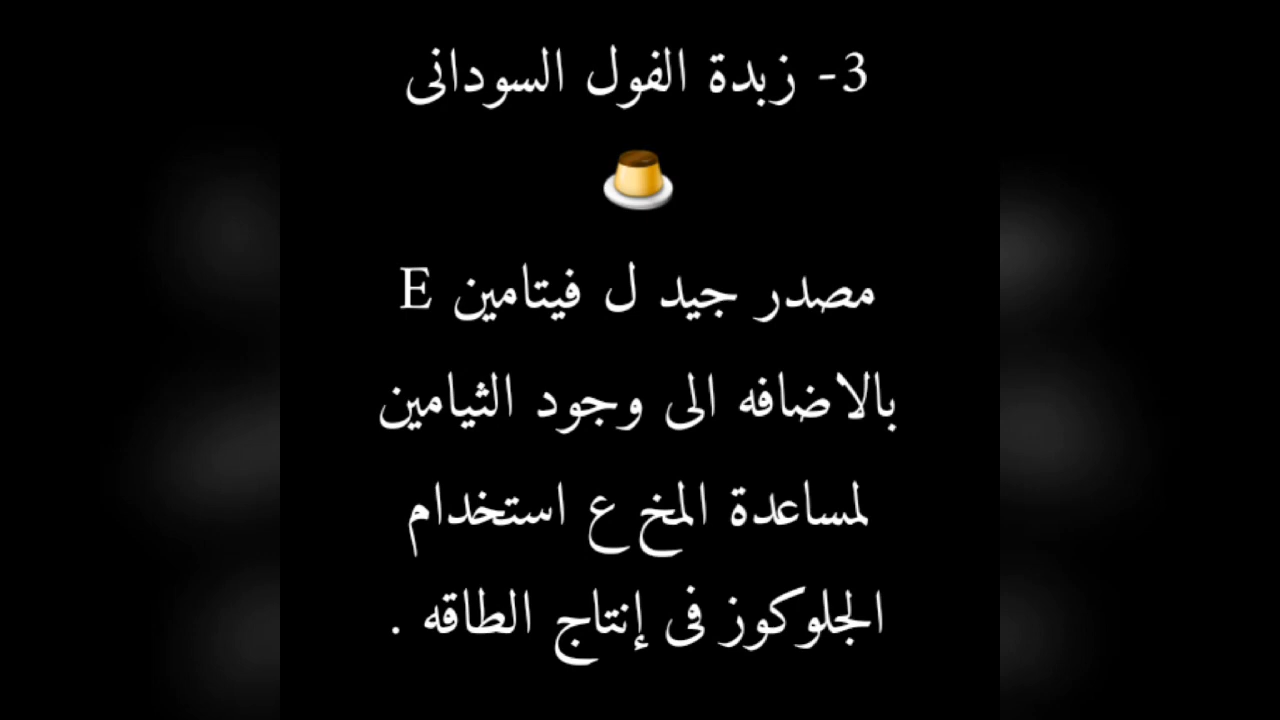 3- زبدة الفول السودانى
🍮
مصدر جيد ل فيتامين E
بالاضافه الى وجود الثيامين
لمساعدة المخ ع استخدام
الجلوكوز فى إنتاج الطاقه .